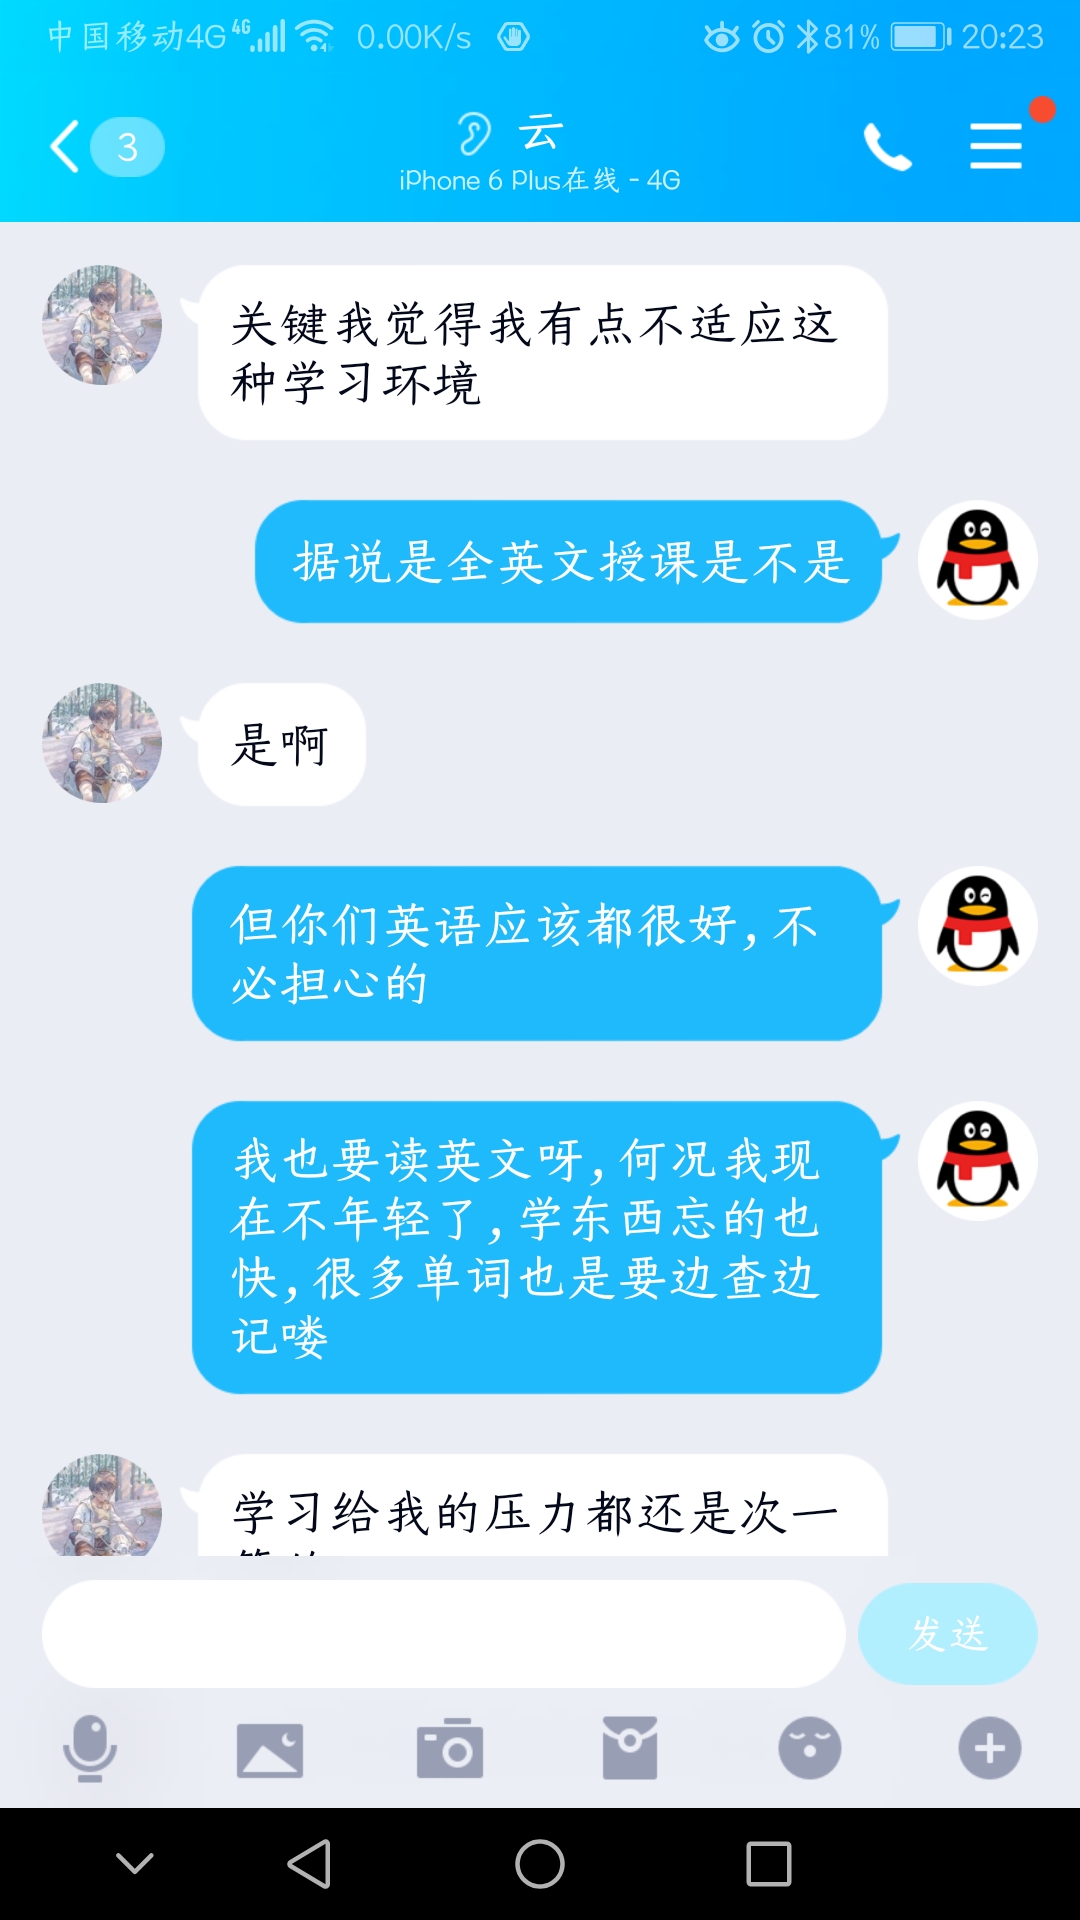 中国移动4G 4G 0.00K/s 81% 20:23
3 云
iPhone 6 Plus在线 - 4G
关键我觉得我有点不适应这
种学习环境
据说是全英文授课是不是
是啊
但你们英语应该都很好,不
必担心的
我也要读英文呀,何况我现
在不年轻了,学东西忘的也
快,很多单词也是要边查边
记喽
学习给我的压力都还是次一
发送